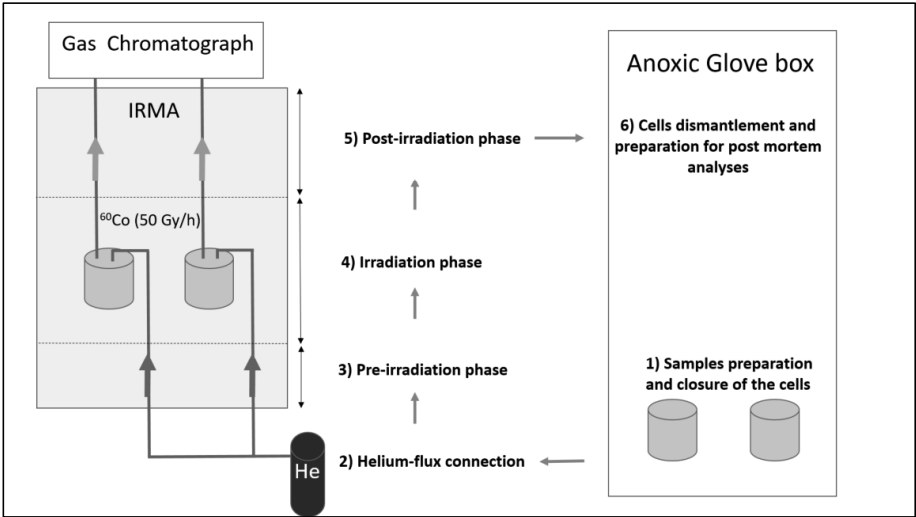 Gas Chromatograph
IRMA
⁶⁰Co (50 Gy/h)
He
Anoxic Glove box
1) Samples preparation
and closure of the cells
2) Helium-flux connection
3) Pre-irradiation phase
4) Irradiation phase
5) Post-irradiation phase
6) Cells dismantlement and
preparation for post mortem
analyses